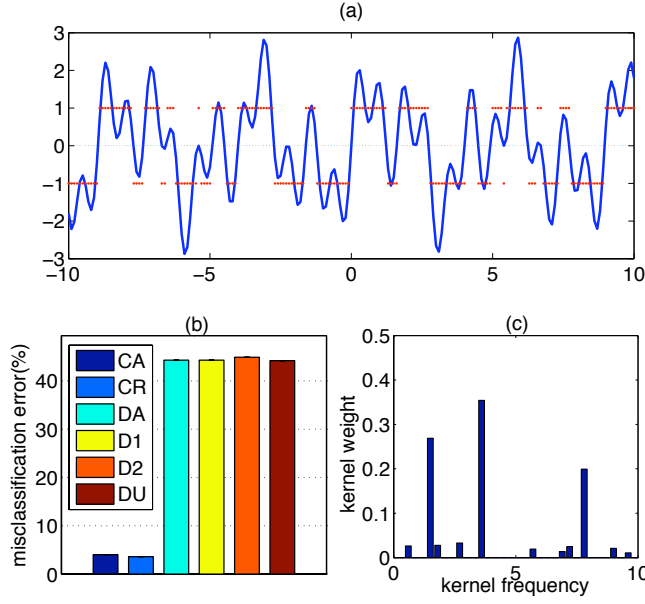 (a)
3
2
1
0
−1
−2
−3
−10 −5 0 5 10
(b)
misclassification error(%)
40
30
20
10
0
CA
CR
DA
D1
D2
DU
(c)
kernel weight
0.5
0.4
0.3
0.2
0.1
0
0 5 10
kernel frequency